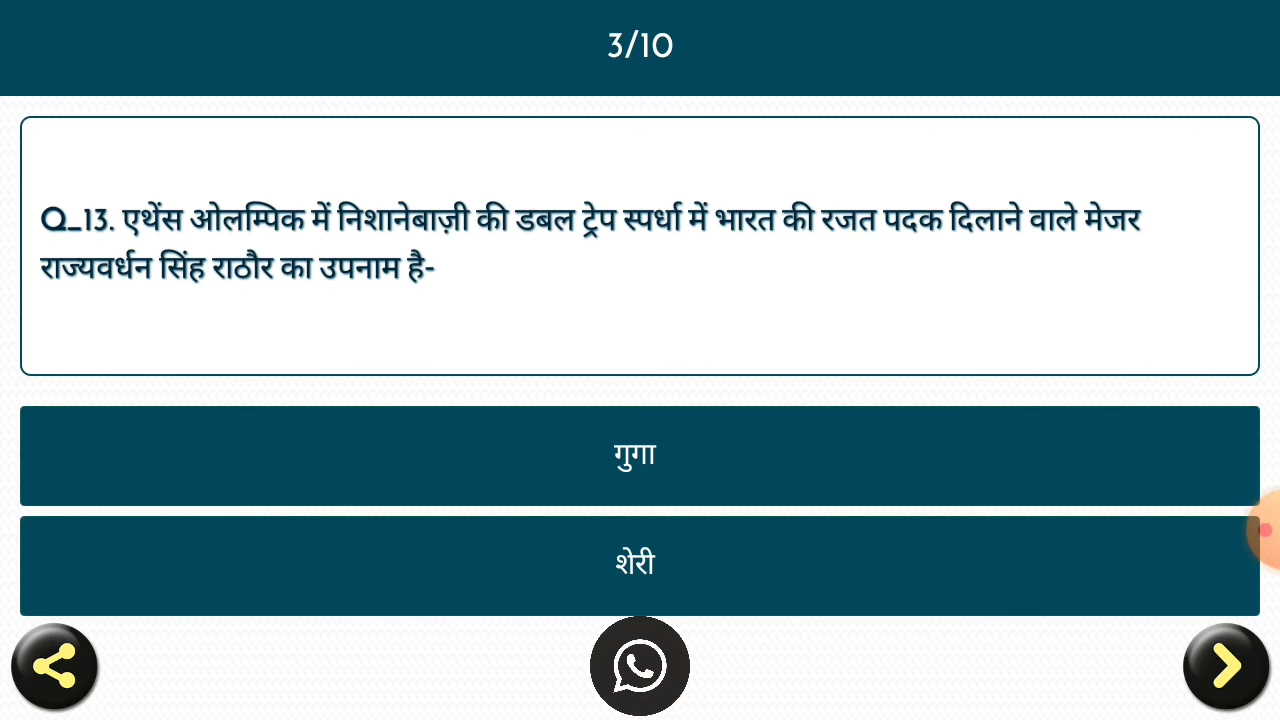 3/10
Q_13. एथेंस ओलम्पिक में निशानेबाज़ी की डबल ट्रेप स्पर्धा में भारत की रजत पदक दिलाने वाले मेजर
राज्यवर्धन सिंह राठौर का उपनाम है-
गुगा
शेरी